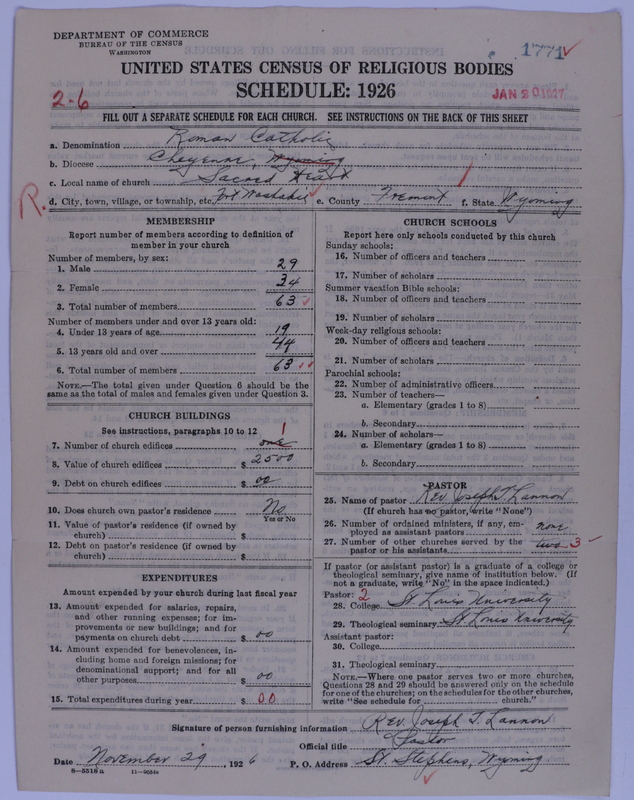 DEPARTMENT OF COMMERCE
BUREAU OF THE CENSUS
WASHINGTON
1771
UNITED STATES CENSUS OF RELIGIOUS BODIES
SCHEDULE: 1926
2-6
JAN 20 1927
FILL OUT A SEPARATE SCHEDULE FOR EACH CHURCH. SEE INSTRUCTIONS ON THE BACK OF THIS SHEET
a. Denomination Roman Catholic
b. Diocese Cheyenne, Wyoming
c. Local name of church Sacred Heart
R.
d. City, town, village, or township, etc. Fort Washakie e. County Fremont f. State Wyoming
MEMBERSHIP
Report number of members according to definition of
member in your church
Number of members, by sex:
1. Male 29
2. Female 34
3. Total number of members 63
Number of members under and over 13 years old:
4. Under 13 years of age 19
5. 13 years old and over 44
6. Total number of members 63
NOTE.—The total given under Question 6 should be the
same as the total of males and females given under Question 3.
CHURCH BUILDINGS
See instructions, paragraphs 10 to 12
7. Number of church edifices one 1
8. Value of church edifices $ 2500
9. Debt on church edifices $ 00
10. Does church own pastor's residence No
Yes or No
11. Value of pastor's residence (if owned by
church) $
12. Debt on pastor's residence (if owned by
church) $
EXPENDITURES
Amount expended by your church during last fiscal year
13. Amount expended for salaries, repairs,
and other running expenses; for im-
provements or new buildings; and for
payments on church debt $ 00
14. Amount expended for benevolences, in-
cluding home and foreign missions; for
denominational support; and for all
other purposes $ 00
15. Total expenditures during year $ 00
CHURCH SCHOOLS
Report here only schools conducted by this church
Sunday schools:
16. Number of officers and teachers
17. Number of scholars
Summer vacation Bible schools:
18. Number of officers and teachers
19. Number of scholars
Week-day religious schools:
20. Number of officers and teachers
21. Number of scholars
Parochial schools:
22. Number of administrative officers
23. Number of teachers—
a. Elementary (grades 1 to 8)
b. Secondary
24. Number of scholars—
a. Elementary (grades 1 to 8)
b. Secondary
PASTOR
25. Name of pastor Rev. Joseph T. Lannon
(If church has no pastor, write "None")
26. Number of ordained ministers, if any, em-
ployed as assistant pastors none
27. Number of other churches served by the
pastor or his assistants two 3
If pastor (or assistant pastor) is a graduate of a college or
theological seminary, give name of institution below. (If
not a graduate, write "No" in the space indicated.)
Pastor: 2
28. College St. Louis University
29. Theological seminary St. Louis University
Assistant pastor:
30. College
31. Theological seminary
NOTE.—Where one pastor serves two or more churches,
Questions 28 and 29 should be answered only on the schedule
for one of the churches; on the schedules for the other churches,
write "See schedule for church."
Signature of person furnishing information Rev. Joseph T. Lannon
Official title Pastor
Date November 29, 1926 P. O. Address St. Stephens, Wyoming
8—5518 a